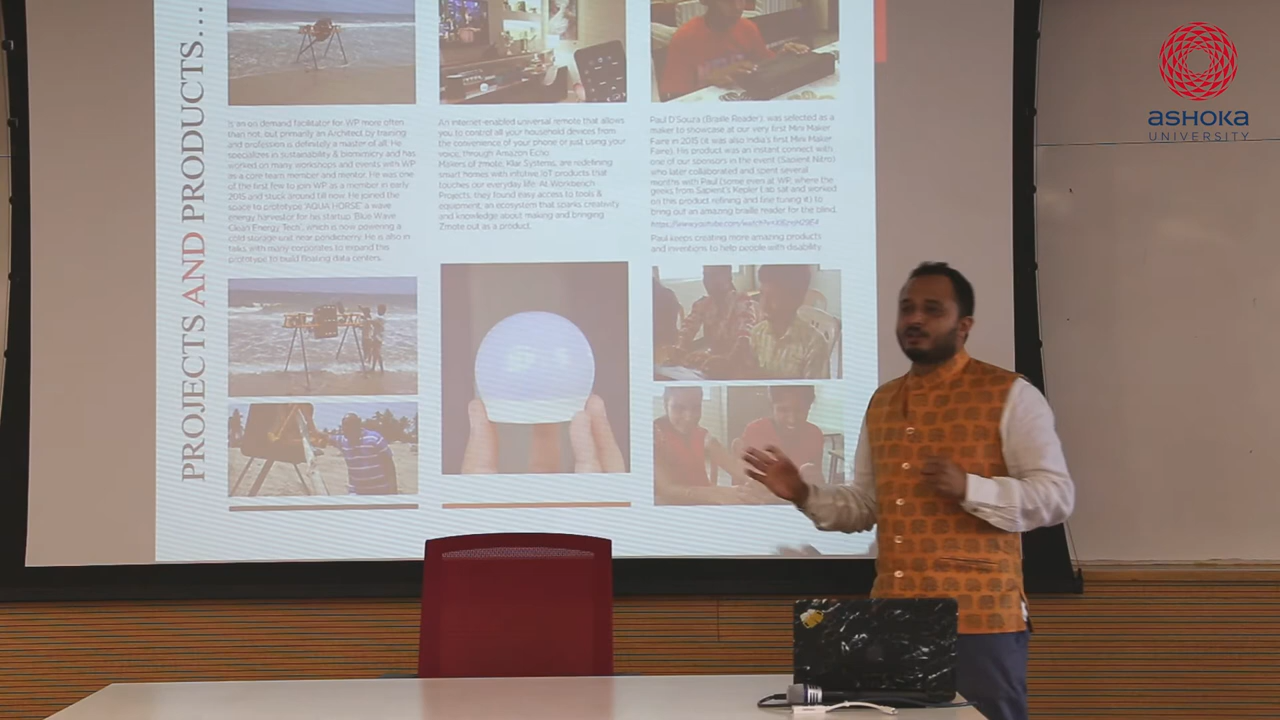 PROJECTS AND PRODUCTS...
is an on demand facilitator for WP more often
than not, but primarily an Architect by training
and profession is definitely a master of all. He
specializes in sustainability & biomimicry and has
worked on many workshops and events with WP
as a core team member and mentor. He was one
of the first few to join WP as a member in early
2015 and stuck around till now. He joined the
space to prototype 'AQUA HORSE' a wave
energy harvestor for his startup 'Blue Wave
Clean Energy Tech', which is now powering a
cold storage unit near pondicherry. He is also in
talks with many corporates to expand this
prototype to build floating data centers.
An internet-enabled universal remote that allows
you to control all your household devices from
the convenience of your phone or just using your
voice, through Amazon Echo
Makers of Zmote, Klar Systems, are redefining
smart homes with intuitive IoT products that
touches our everyday life. At Workbench
Projects, they found easy access to tools &
equipment, an ecosystem that sparks creativity
and knowledge about making and bringing
Zmote out as a product.
Paul D'Souza (Braille Reader), was selected as a
maker to showcase at our very first Mini Maker
Faire in 2015 (it was also India's first Mini Maker
Faire). His product was an instant connect with
one of our sponsors in the event (Sapient Nitro)
who later collaborated and spent several
months with Paul (some even at WP, where the
geeks from Sapient's Kepler Lab sat and worked
on this product refining and fine tuning it) to
bring out an amazing braille reader for the blind.
Paul keeps creating more amazing products
and inventions to help people with disability.
ASHOKA
UNIVERSITY